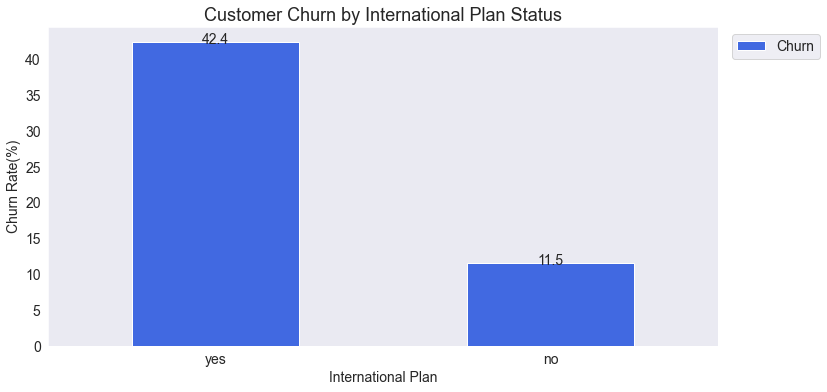 Customer Churn by International Plan Status
Churn
Churn Rate(%)
40
35
30
25
20
15
10
5
0
42.4
11.5
yes
no
International Plan